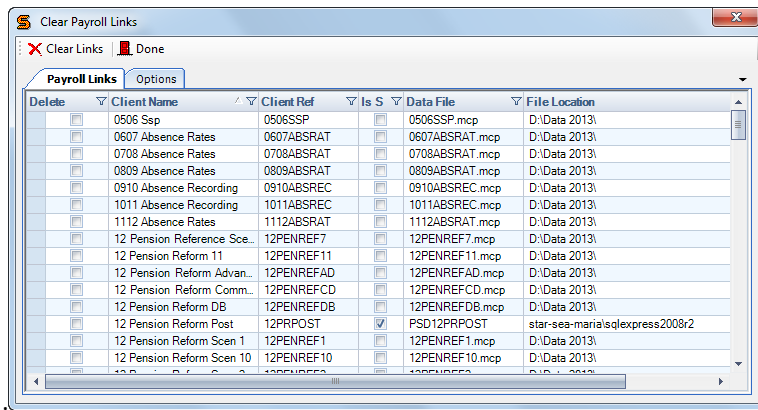 Clear Payroll Links
Clear Links Done
Payroll Links Options
Delete Client Name Client Ref Is S Data File File Location
0506 Ssp 0506SSP 0506SSP.mcp D:\Data 2013\
0607 Absence Rates 0607ABSRAT 0607ABSRAT.mcp D:\Data 2013\
0708 Absence Rates 0708ABSRAT 0708ABSRAT.mcp D:\Data 2013\
0809 Absence Rates 0809ABSRAT 0809ABSRAT.mcp D:\Data 2013\
0910 Absence Recording 0910ABSREC 0910ABSREC.mcp D:\Data 2013\
1011 Absence Recording 1011ABSREC 1011ABSREC.mcp D:\Data 2013\
1112 Absence Rates 1112ABSRAT 1112ABSRAT.mcp D:\Data 2013\
12 Pension Reference Sce... 12PENREF7 12PENREF7.mcp D:\Data 2013\
12 Pension Reform 11 12PENREF11 12PENREF11.mcp D:\Data 2013\
12 Pension Reform Advan... 12PENREFAD 12PENREFAD.mcp D:\Data 2013\
12 Pension Reform Comm... 12PENREFCD 12PENREFCD.mcp D:\Data 2013\
12 Pension Reform DB 12PENREFDB 12PENREFDB.mcp D:\Data 2013\
12 Pension Reform Post 12PRPOST PSD12PRPOST star-sea-maria\sqlexpress2008r2
12 Pension Reform Scen 1 12PENREF1 12PENREF1.mcp D:\Data 2013\
12 Pension Reform Scen 10 12PENREF10 12PENREF10.mcp D:\Data 2013\